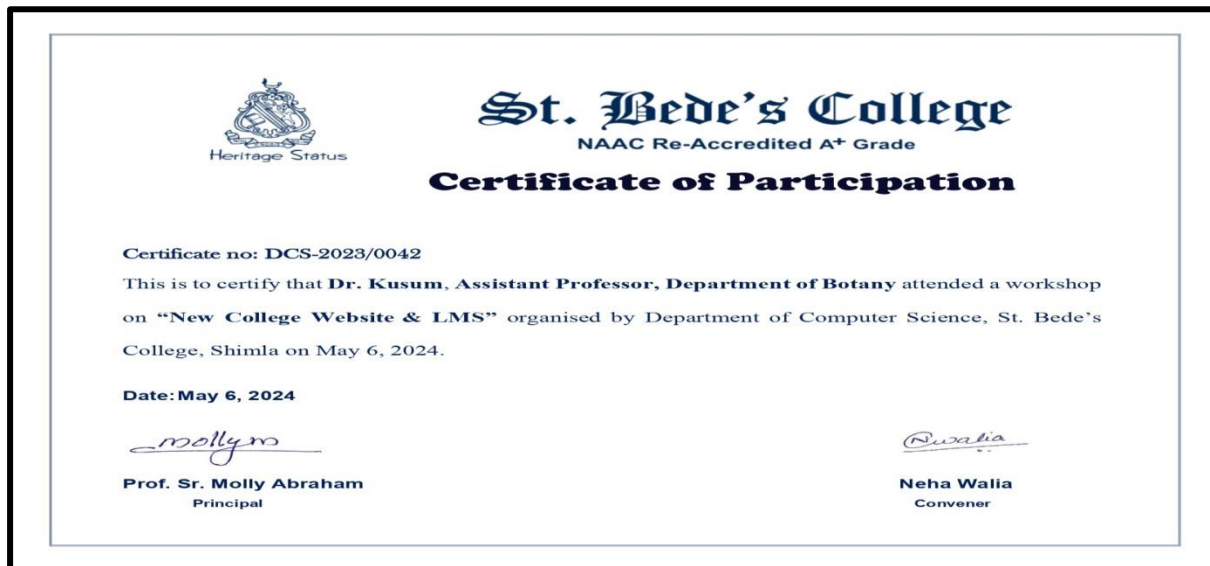 St. Bede's College
NAAC Re-Accredited A+ Grade
Heritage Status
Certificate of Participation
Certificate no: DCS-2023/0042
This is to certify that Dr. Kusum, Assistant Professor, Department of Botany attended a workshop
on “New College Website & LMS” organised by Department of Computer Science, St. Bede’s
College, Shimla on May 6, 2024.
Date: May 6, 2024
mollym
Nwalia
Prof. Sr. Molly Abraham
Neha Walia
Principal
Convener